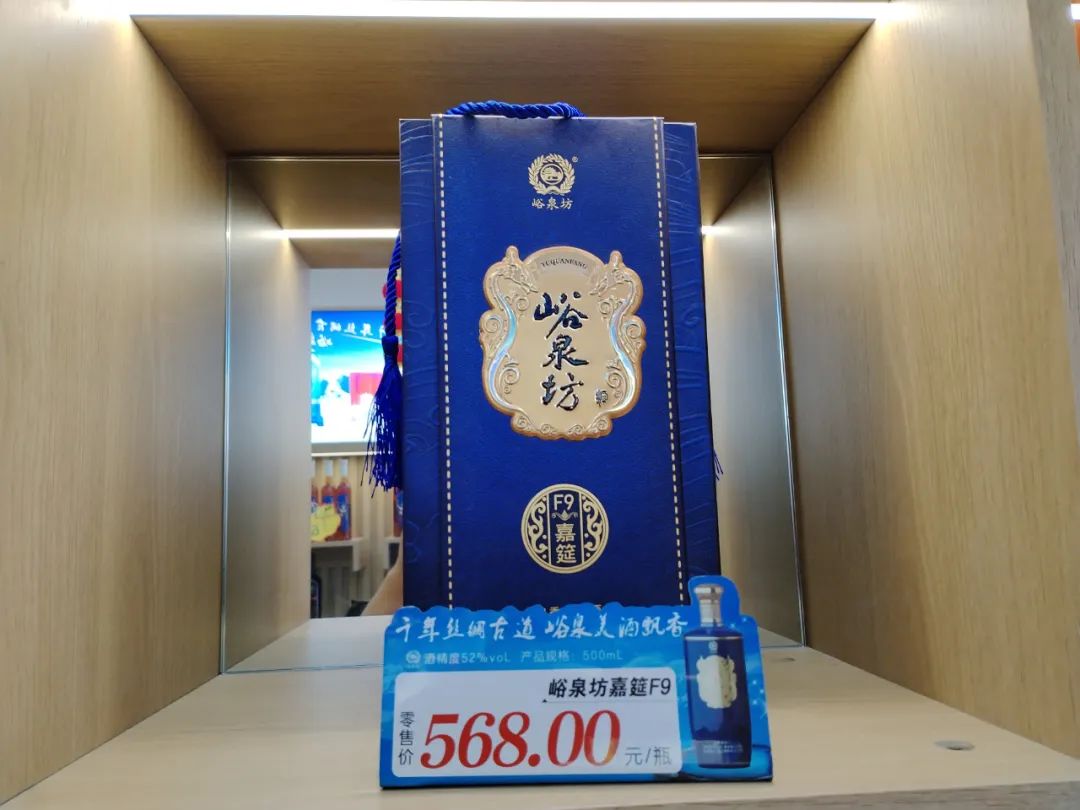 峪泉坊
YUQUANFANG
峪泉坊
F9
嘉筵
千年丝绸古道 峪泉美酒飘香
酒精度52%voL 产品规格：500mL
峪泉坊嘉筵F9
零售价
568.00
元/瓶